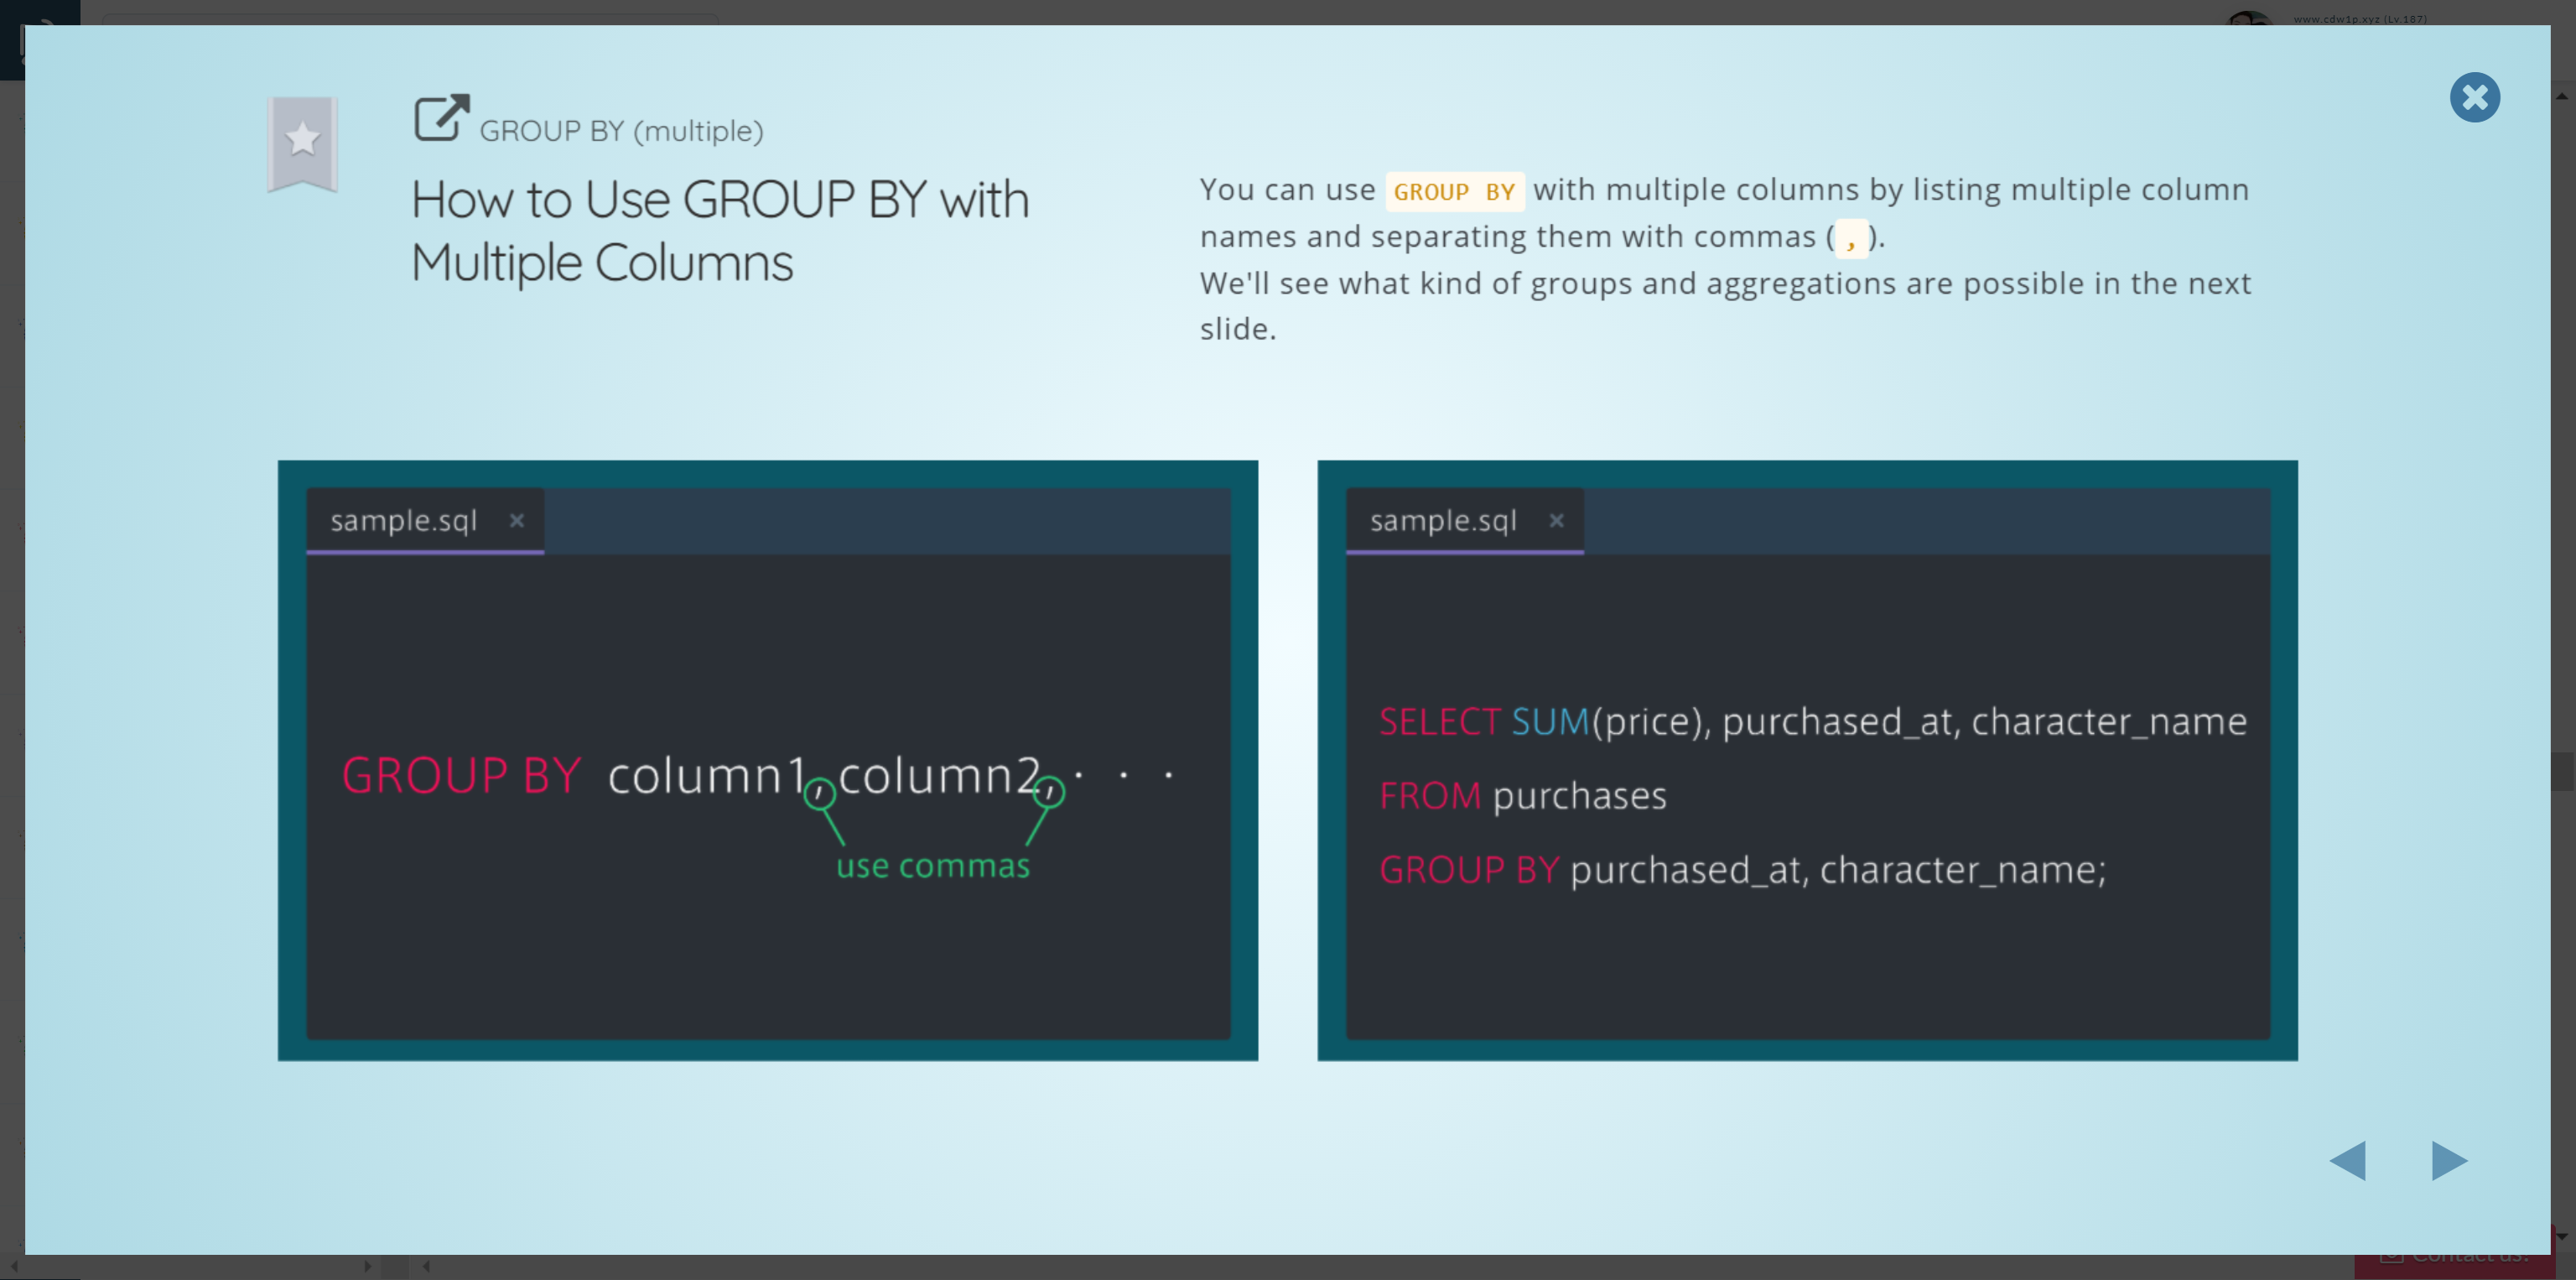 www.cdw1p.xyz (Lv.187)
GROUP BY (multiple)
How to Use GROUP BY with
Multiple Columns
You can use GROUP BY with multiple columns by listing multiple column
names and separating them with commas ( , ).
We'll see what kind of groups and aggregations are possible in the next
slide.
sample.sql ×
GROUP BY column1, column2, · · ·
use commas
sample.sql ×
SELECT SUM(price), purchased_at, character_name
FROM purchases
GROUP BY purchased_at, character_name;
Contact us!